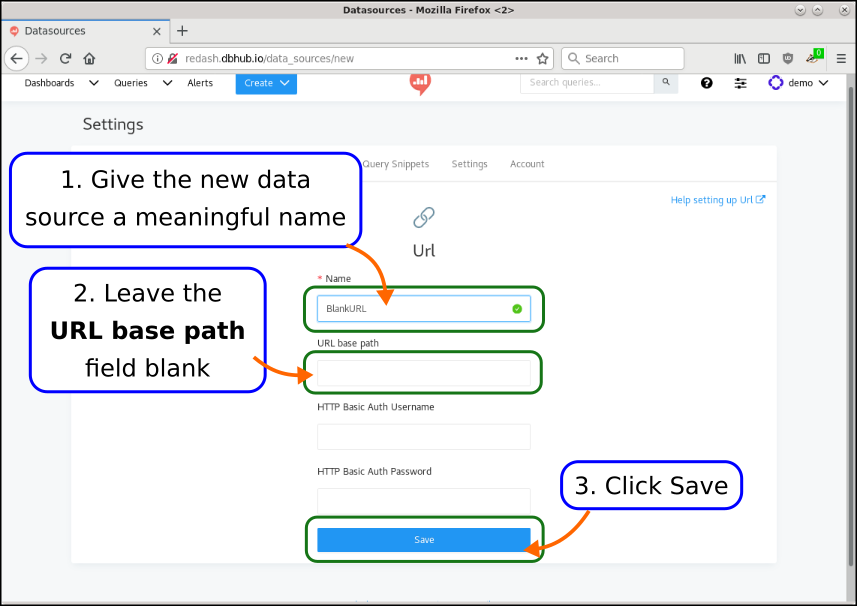 Datasources - Mozilla Firefox <2>
Datasources
redash.dbhub.io/data_sources/new
Search
0
Dashboards Queries Alerts Create Search queries... demo
Settings
Query Snippets Settings Account
1. Give the new data
source a meaningful name
Help setting up Url
Url
* Name
BlankURL
2. Leave the
URL base path
field blank
URL base path
HTTP Basic Auth Username
HTTP Basic Auth Password
3. Click Save
Save